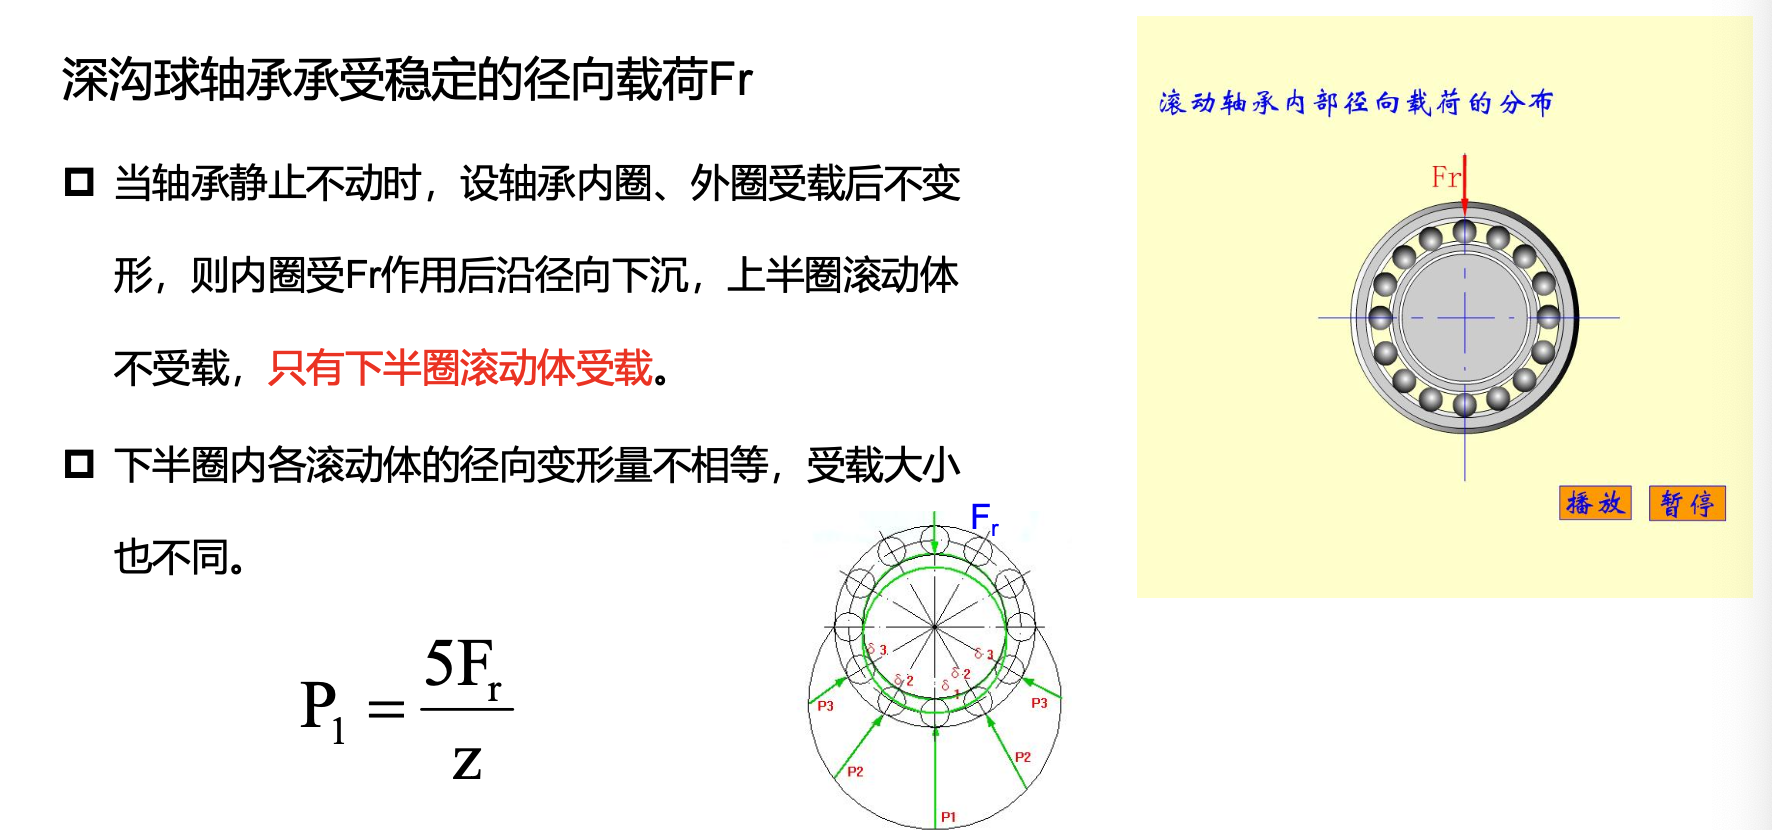 深沟球轴承承受稳定的径向载荷Fr
当轴承静止不动时，设轴承内圈、外圈受载后不变
形，则内圈受Fr作用后沿径向下沉，上半圈滚动体
不受载，只有下半圈滚动体受载。
下半圈内各滚动体的径向变形量不相等，受载大小
也不同。
P1 = 5Fr / z
Fr
δ3
δ2
δ1
δ2
δ3
P3
P2
P1
P2
P3
滚动轴承内部径向载荷的分布
Fr
播放
暂停